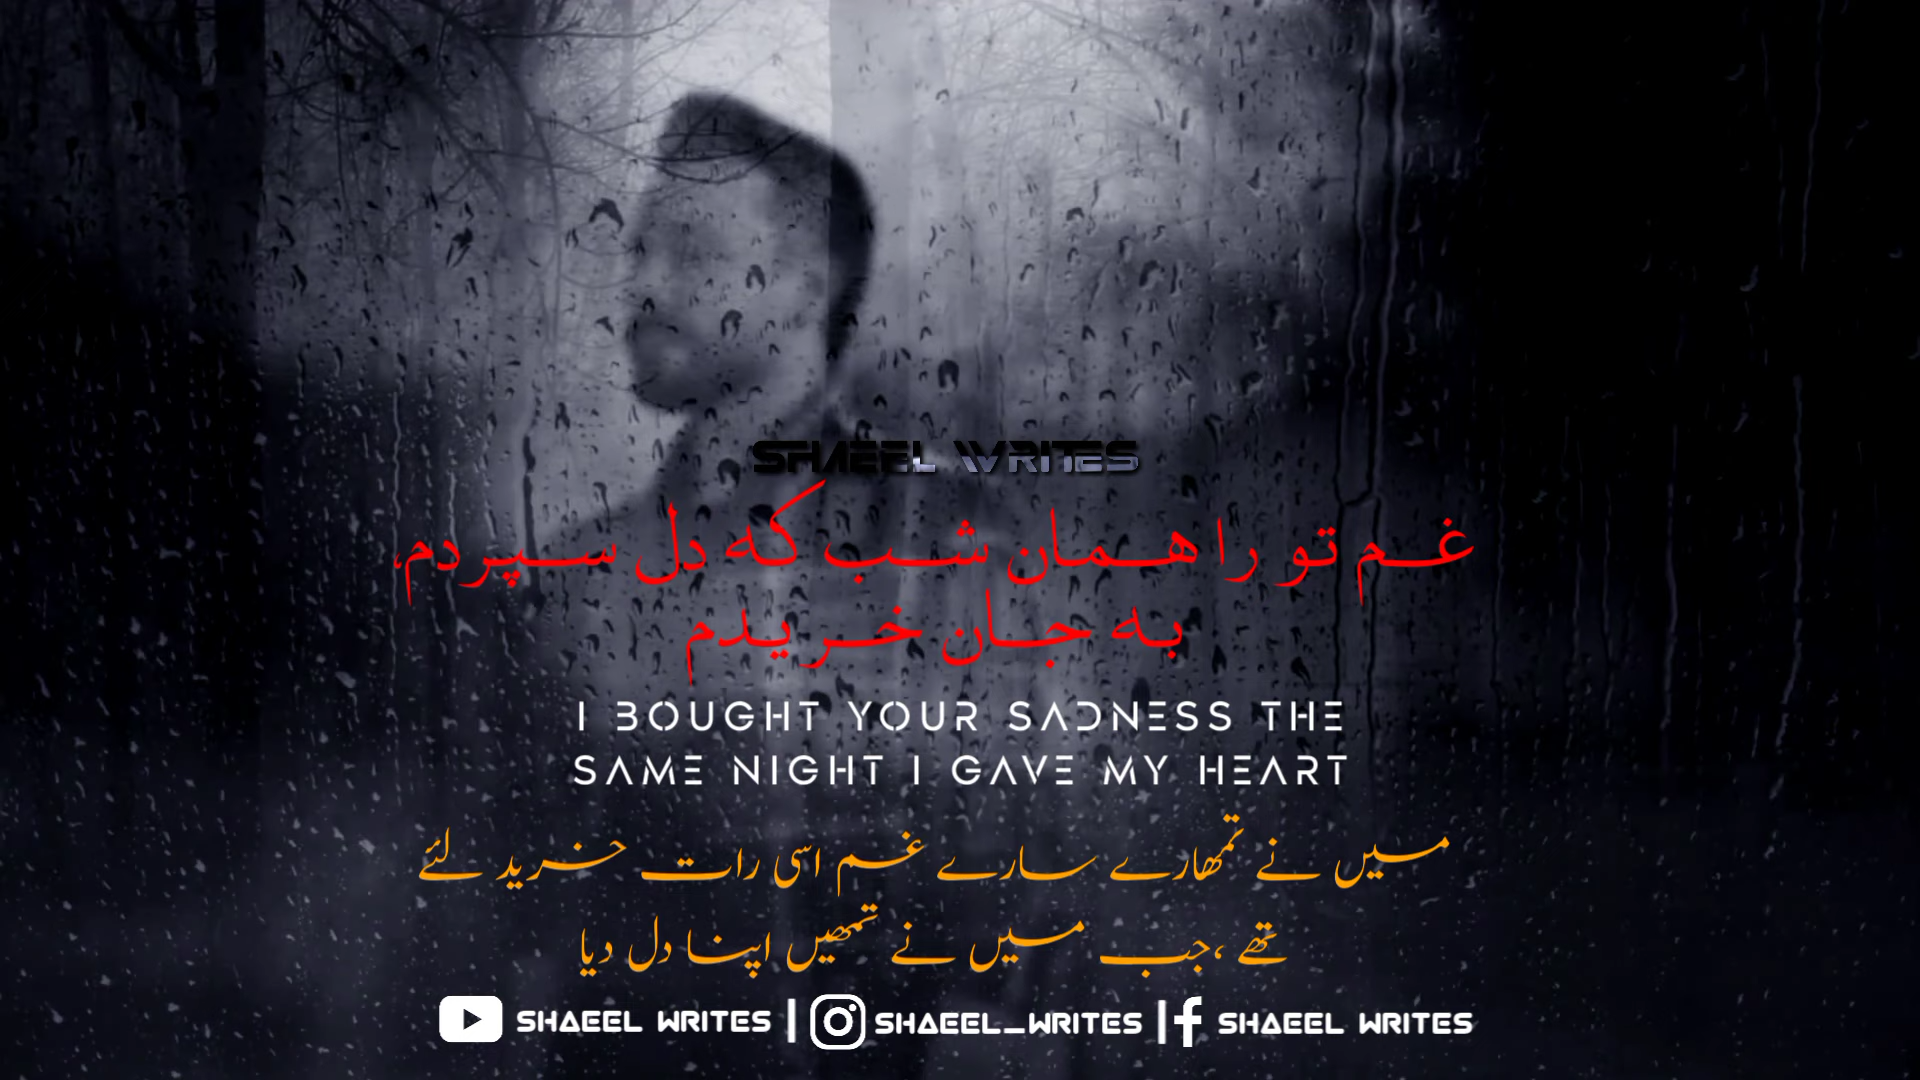 SHAEEL WRITES
غم تو را همان شب که دل سپردم،
به جان خریدم
I BOUGHT YOUR SADNESS THE
SAME NIGHT I GAVE MY HEART
میں نے تمھارے سارے غم اسی رات خرید لئے
تھے ،جب میں نے تمھیں اپنا دل دیا
SHAEEL WRITES | SHAEEL_WRITES | SHAEEL WRITES